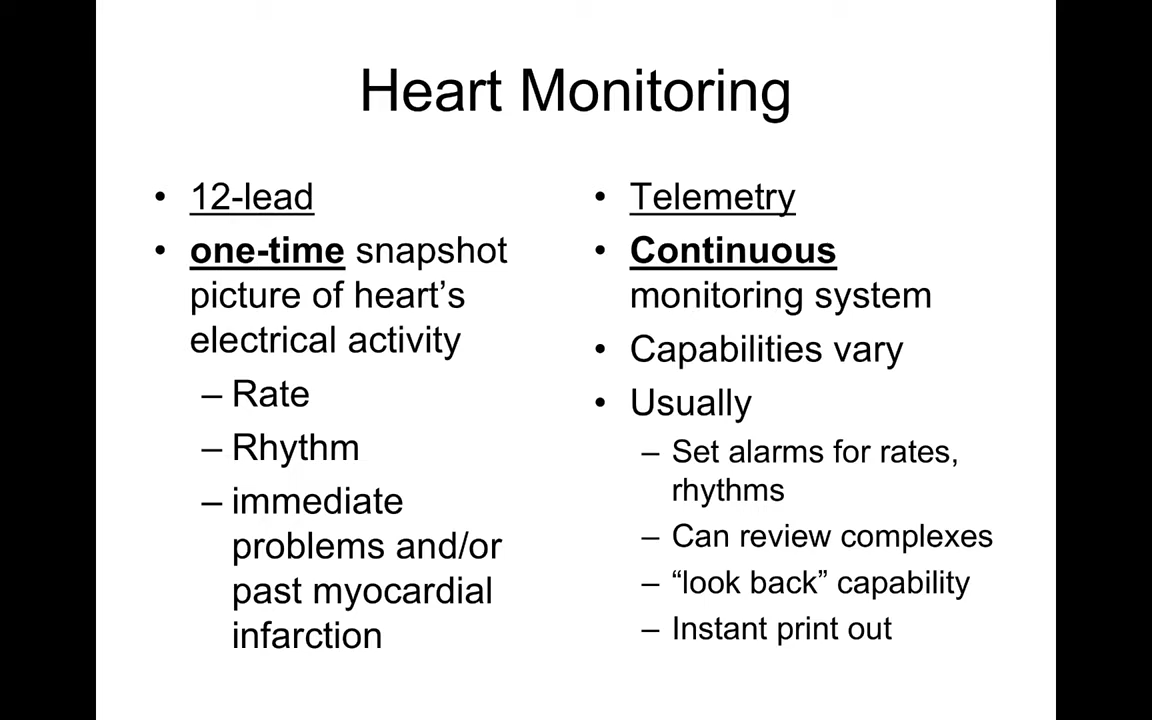 Heart Monitoring
• 12-lead
• one-time snapshot
picture of heart’s
electrical activity
– Rate
– Rhythm
– immediate
problems and/or
past myocardial
infarction
• Telemetry
• Continuous
monitoring system
• Capabilities vary
• Usually
– Set alarms for rates,
rhythms
– Can review complexes
– “look back” capability
– Instant print out